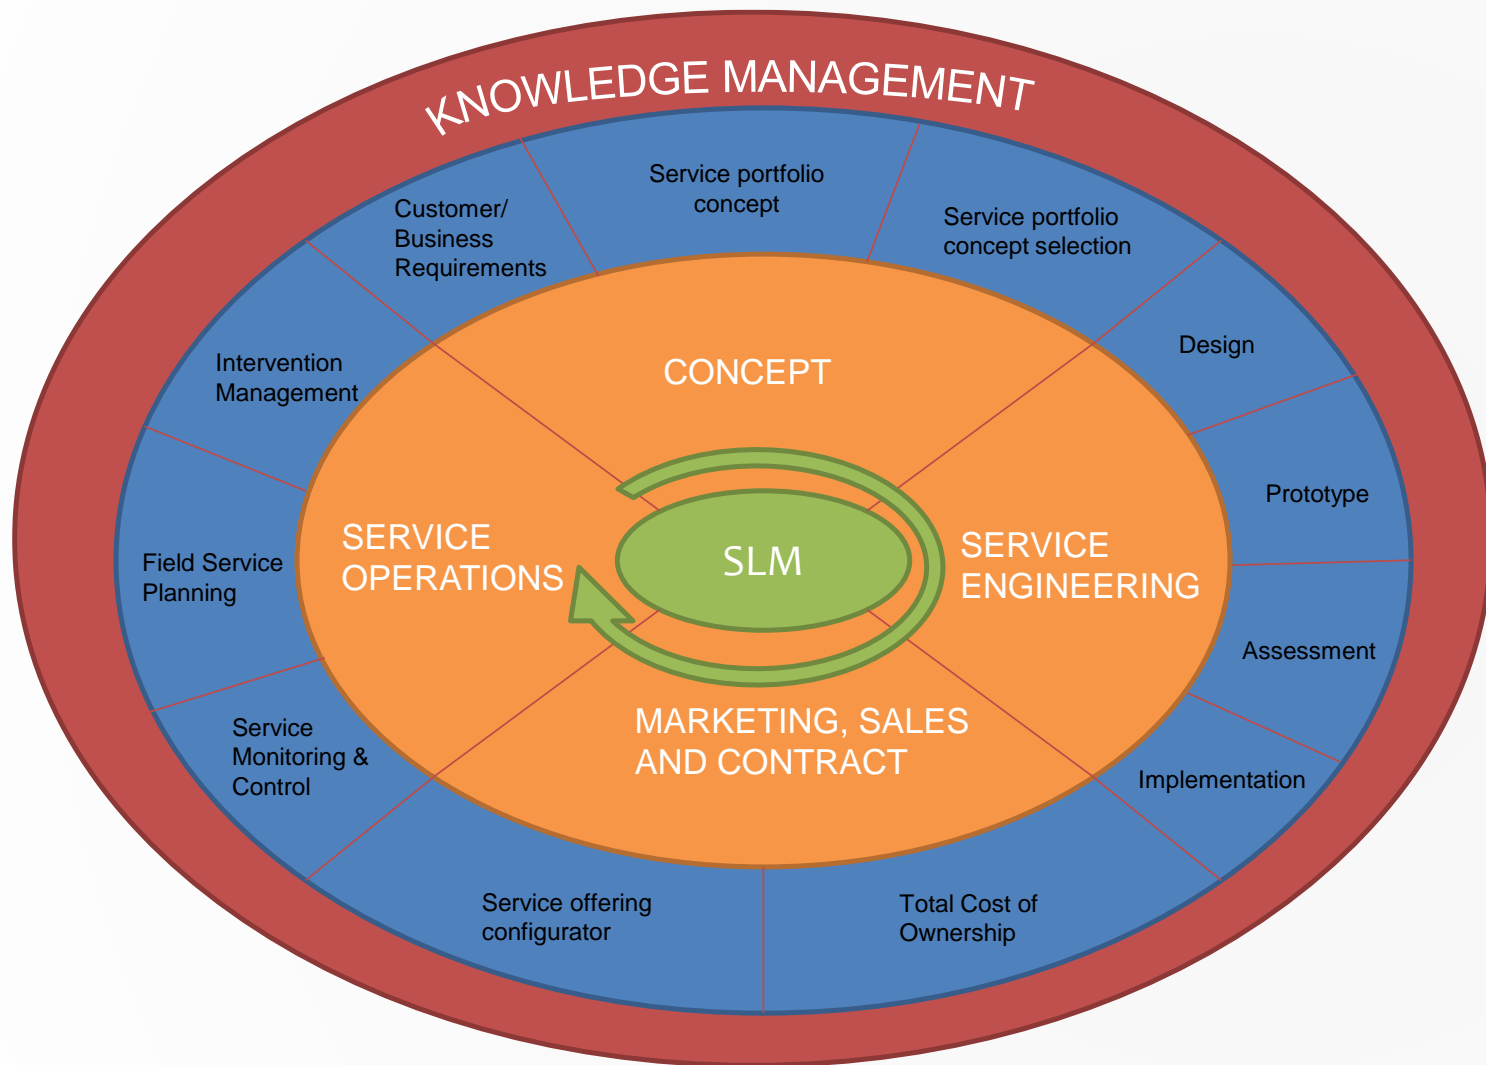 KNOWLEDGE MANAGEMENT
Service portfolio
concept
Customer/
Business
Requirements
Service portfolio
concept selection
Intervention
Management
Design
CONCEPT
Prototype
Field Service
Planning
SERVICE
OPERATIONS
SLM
SERVICE
ENGINEERING
Assessment
Service
Monitoring &
Control
MARKETING, SALES
AND CONTRACT
Implementation
Service offering
configurator
Total Cost of
Ownership